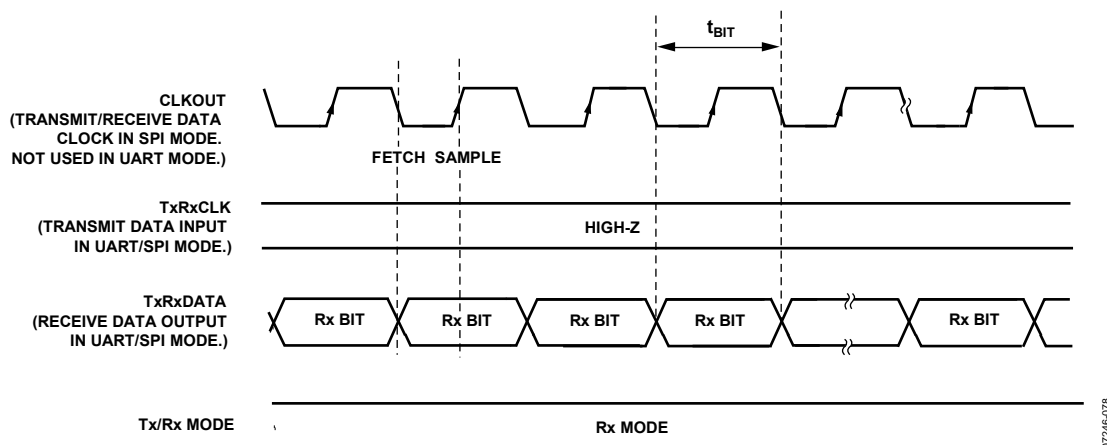 tBIT
CLKOUT
(TRANSMIT/RECEIVE DATA
CLOCK IN SPI MODE.
NOT USED IN UART MODE.)
FETCH SAMPLE
TxRxCLK
(TRANSMIT DATA INPUT
IN UART/SPI MODE.)
HIGH-Z
TxRxDATA
(RECEIVE DATA OUTPUT
IN UART/SPI MODE.)
Rx BIT Rx BIT Rx BIT Rx BIT Rx BIT
Tx/Rx MODE
Rx MODE
07246-078